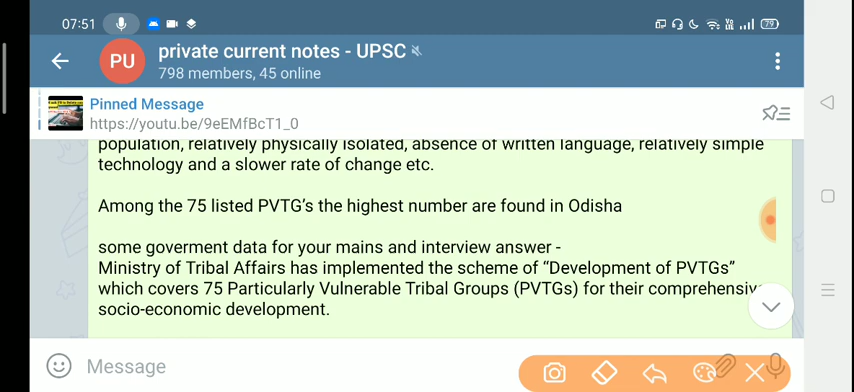 07:51
79
PU
private current notes - UPSC
798 members, 45 online
Pinned Message
https://youtu.be/9eEMfBcT1_0
population, relatively physically isolated, absence of written language, relatively simple
technology and a slower rate of change etc.
Among the 75 listed PVTG's the highest number are found in Odisha
some goverment data for your mains and interview answer -
Ministry of Tribal Affairs has implemented the scheme of “Development of PVTGs”
which covers 75 Particularly Vulnerable Tribal Groups (PVTGs) for their comprehensive
socio-economic development.
Message